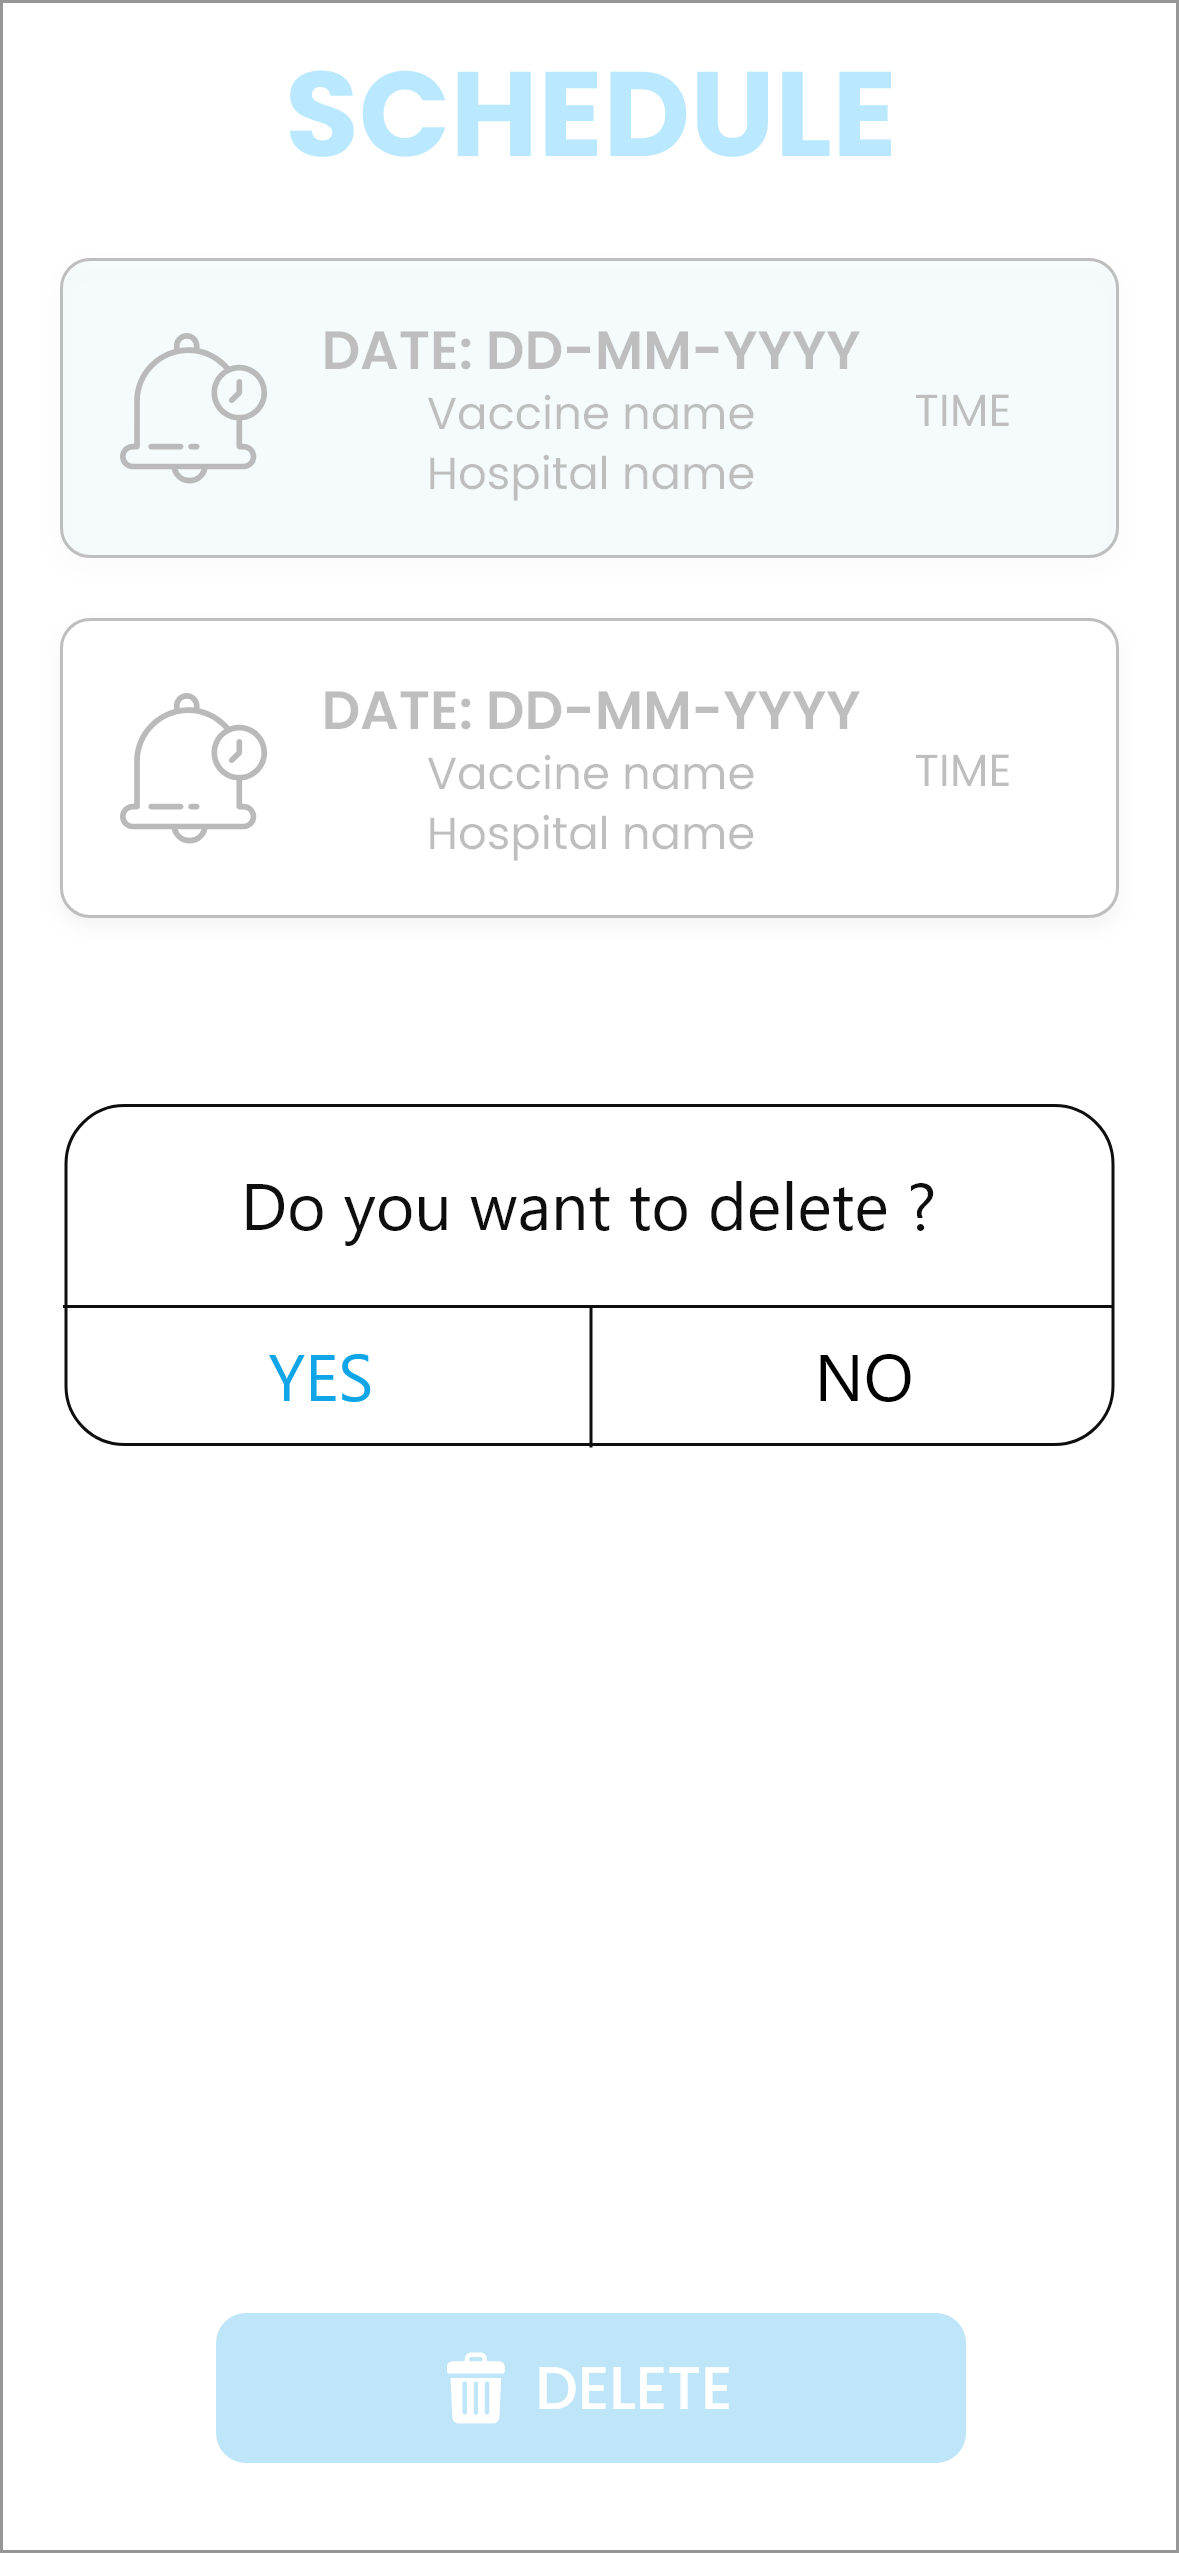 SCHEDULE
DATE: DD-MM-YYYY
Vaccine name
Hospital name
TIME
DATE: DD-MM-YYYY
Vaccine name
Hospital name
TIME
Do you want to delete ?
YES
NO
DELETE